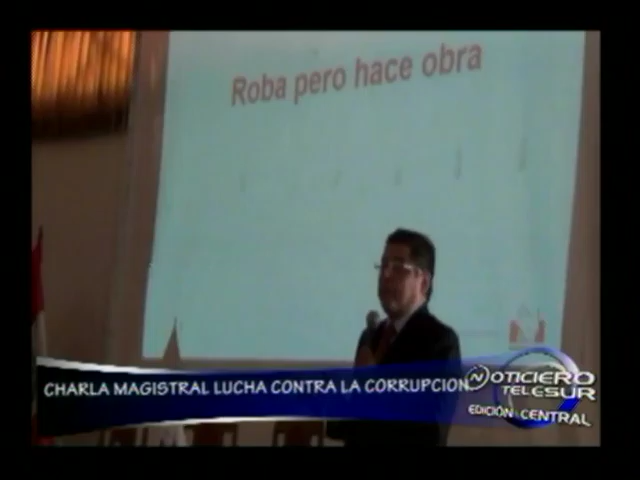 Roba pero hace obra
CHARLA MAGISTRAL LUCHA CONTRA LA CORRUPCION
NOTICIERO
TELESUR
EDICIÓN CENTRAL